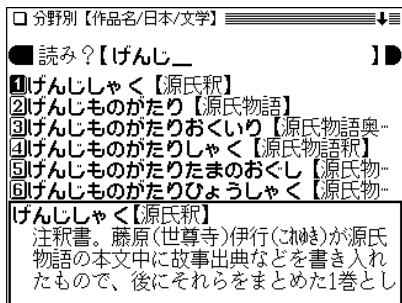 □ 分野別【作品名/日本/文学】
読み?【げんじ_ 】
1げんじしゃく【源氏釈】
2げんじものがたり【源氏物語】
3げんじものがたりおくいり【源氏物語奥…
4げんじものがたりしゃく【源氏物語釈】
5げんじものがたりたまのおぐし【源氏物…
6げんじものがたりひょうしゃく【源氏物…
げんじしゃく【源氏釈】
注釈書。藤原(世尊寺)伊行(これゆき)が源氏
物語の本文中に故事出典などを書き入れ
たもので、後にそれらをまとめた1巻とし